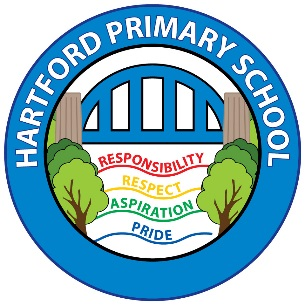 HARTFORD PRIMARY SCHOOL
RESPONSIBILITY
RESPECT
ASPIRATION
PRIDE